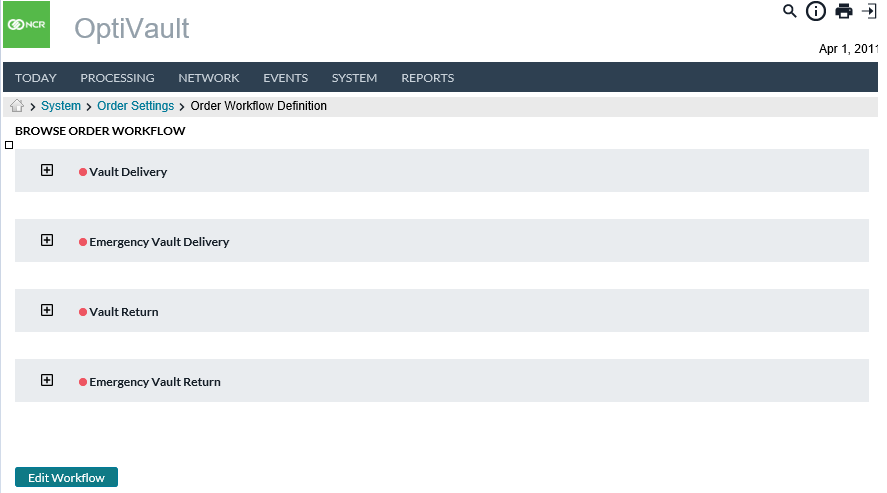 NCR OptiVault
Apr 1, 2011
TODAY PROCESSING NETWORK EVENTS SYSTEM REPORTS
System Order Settings Order Workflow Definition
BROWSE ORDER WORKFLOW
Vault Delivery
Emergency Vault Delivery
Vault Return
Emergency Vault Return
Edit Workflow